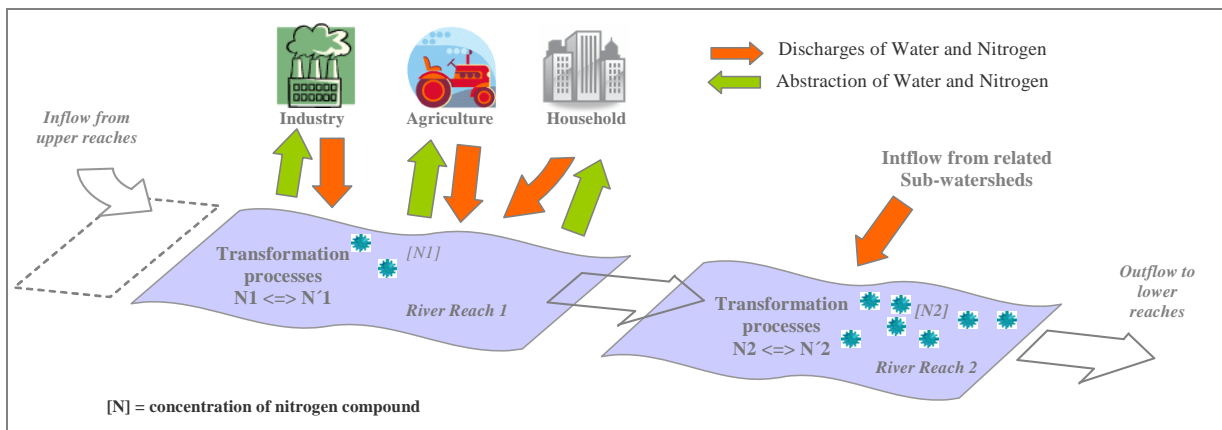 Discharges of Water and Nitrogen
Abstraction of Water and Nitrogen
Industry
Agriculture
Household
Inflow from
upper reaches
Intflow from related
Sub-watersheds
Transformation
processes
N1 <=> N´1
[N1]
River Reach 1
Transformation
processes
N2 <=> N´2
[N2]
River Reach 2
Outflow to
lower
reaches
[N] = concentration of nitrogen compound